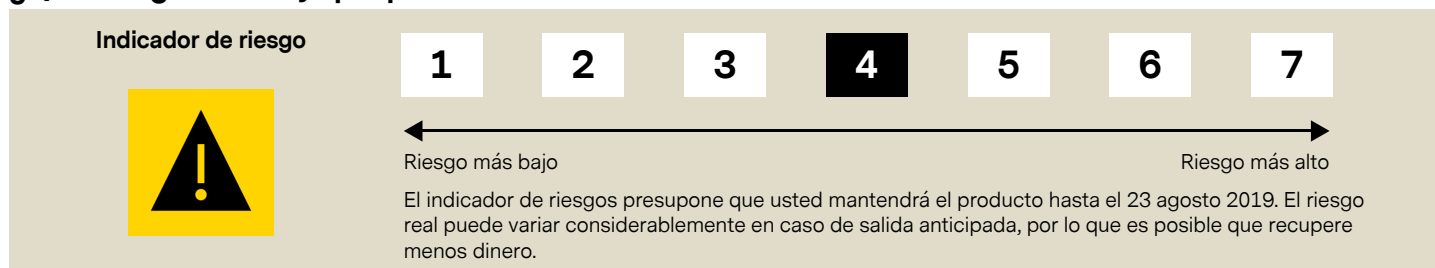 Indicador de riesgo
1 2 3 4 5 6 7
Riesgo más bajo Riesgo más alto
El indicador de riesgos presupone que usted mantendrá el producto hasta el 23 agosto 2019. El riesgo
real puede variar considerablemente en caso de salida anticipada, por lo que es posible que recupere
menos dinero.